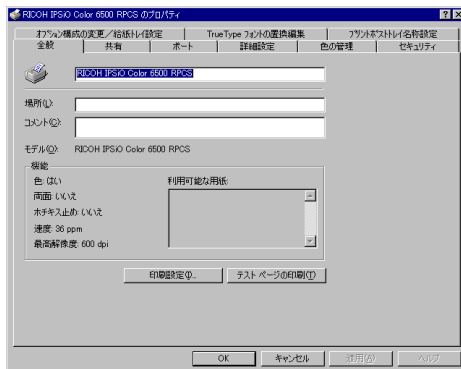 RICOH IPSiO Color 6500 RPCS のプロパティ
オプション構成の変更／給紙トレイ設定 TrueType フォントの置換編集 プリントポストトレイ名称設定
全般 共有 ポート 詳細設定 色の管理 セキュリティ
RICOH IPSiO Color 6500 RPCS
場所(L):
コメント(C):
モデル(O): RICOH IPSiO Color 6500 RPCS
機能
色: はい 利用可能な用紙:
両面: いいえ
ホチキス止め: いいえ
速度: 36 ppm
最高解像度: 600 dpi
印刷設定(I)... テスト ページの印刷(T)
OK キャンセル 適用(A) ヘルプ